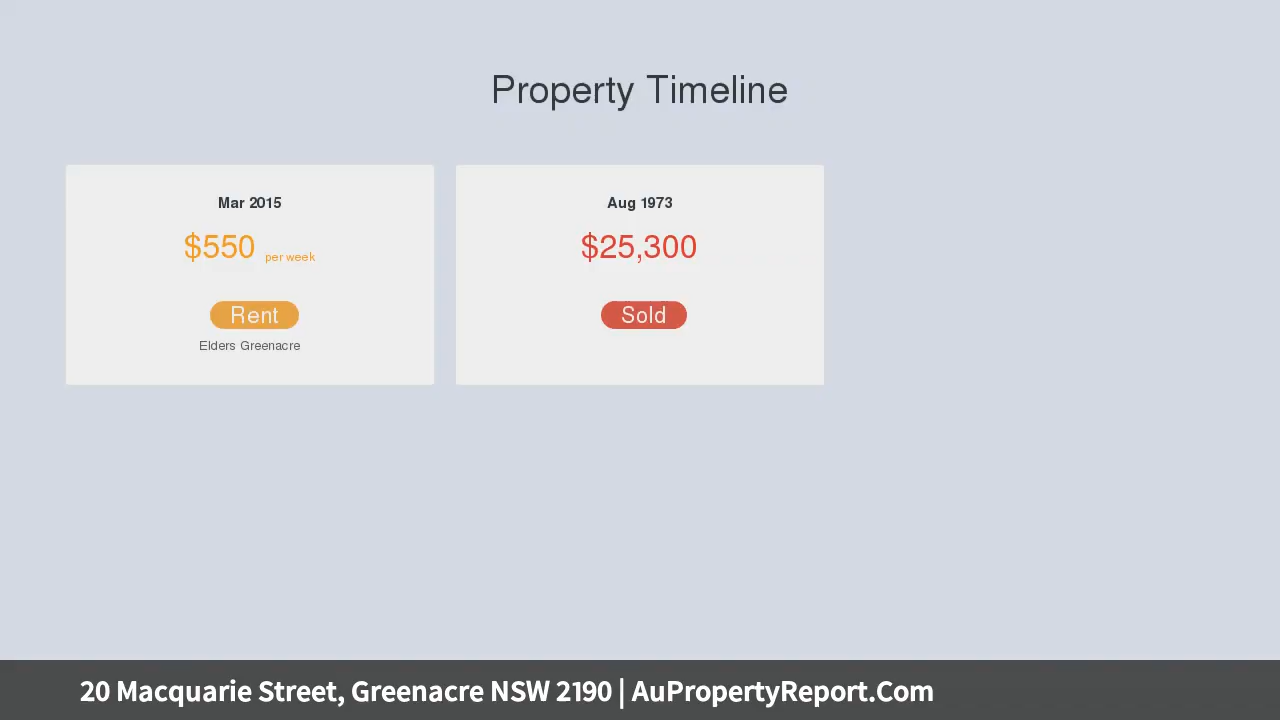 Property Timeline
Mar 2015
$550 per week
Rent
Elders Greenacre
Aug 1973
$25,300
Sold
20 Macquarie Street, Greenacre NSW 2190 | AuPropertyReport.Com